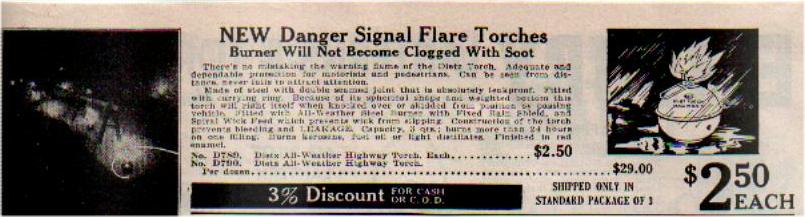 NEW Danger Signal Flare Torches
Burner Will Not Become Clogged With Soot
There's no mistaking the warning flame of the Dietz Torch. Adequate and
dependable protection for motorists and pedestrians. Can be seen from dis-
tance, never fails to attract attention.
Made of steel with double seamed joint that is absolutely leakproof. Fitted
with carrying ring. Because of its spherical shape and weighted bottom this
torch will right itself when knocked over or skidded from position by passing
vehicle. Fitted with All-Weather Steel Burner with Fixed Rain Shield, and
Spiral Wick Feed which prevents wick from slipping. Construction of the torch
prevents bleeding and LEAKAGE. Capacity, 3 qts.; burns more than 24 hours
on one filling. Burns kerosene, fuel oil or light distillates. Finished in red
enamel.
No. D789. Dietz All-Weather Highway Torch. Each..............$2.50
No. D790. Dietz All-Weather Highway Torch.
Per dozen..............$29.00
3% Discount FOR CASH OR C.O.D.
SHIPPED ONLY IN
STANDARD PACKAGE OF 3
$2.50
EACH